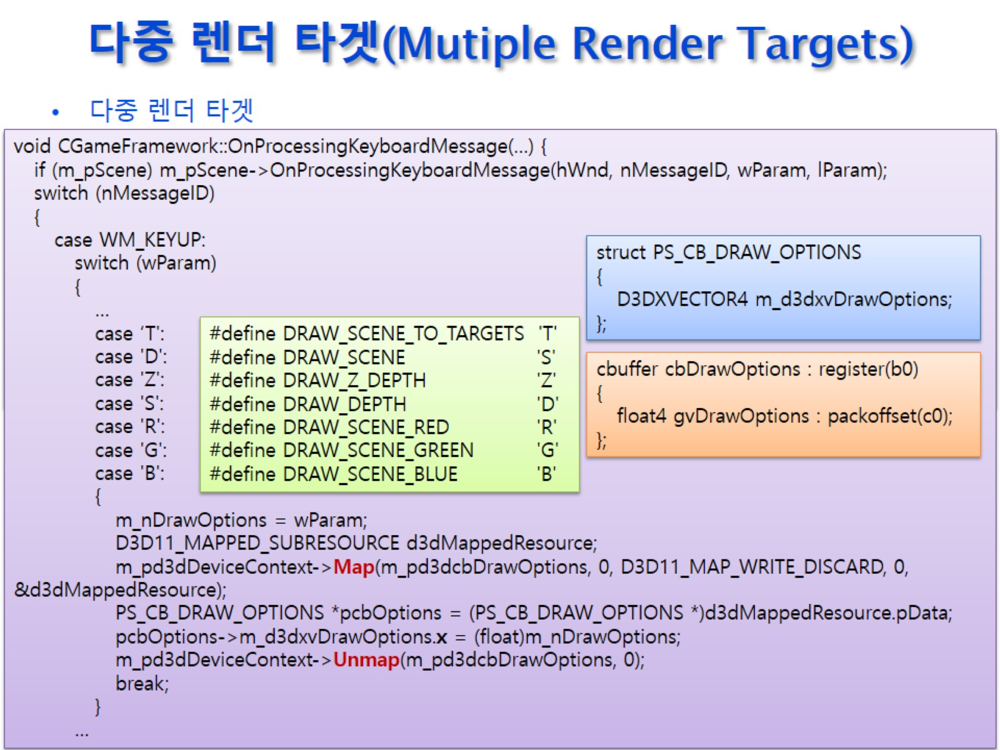 다중 렌더 타겟(Mutiple Render Targets)
• 다중 렌더 타겟
void CGameFramework::OnProcessingKeyboardMessage(...) {
if (m_pScene) m_pScene->OnProcessingKeyboardMessage(hWnd, nMessageID, wParam, lParam);
switch (nMessageID)
{
case WM_KEYUP:
switch (wParam)
{
...
case ‘T':
case 'D':
case 'Z':
case 'S':
case 'R':
case 'G':
case 'B':
{
m_nDrawOptions = wParam;
D3D11_MAPPED_SUBRESOURCE d3dMappedResource;
m_pd3dDeviceContext->Map(m_pd3dcbDrawOptions, 0, D3D11_MAP_WRITE_DISCARD, 0,
&d3dMappedResource);
PS_CB_DRAW_OPTIONS *pcbOptions = (PS_CB_DRAW_OPTIONS *)d3dMappedResource.pData;
pcbOptions->m_d3dxvDrawOptions.x = (float)m_nDrawOptions;
m_pd3dDeviceContext->Unmap(m_pd3dcbDrawOptions, 0);
break;
}
...
#define DRAW_SCENE_TO_TARGETS 'T'
#define DRAW_SCENE 'S'
#define DRAW_Z_DEPTH 'Z'
#define DRAW_DEPTH 'D'
#define DRAW_SCENE_RED 'R'
#define DRAW_SCENE_GREEN 'G'
#define DRAW_SCENE_BLUE 'B'
struct PS_CB_DRAW_OPTIONS
{
D3DXVECTOR4 m_d3dxvDrawOptions;
};
cbuffer cbDrawOptions : register(b0)
{
float4 gvDrawOptions : packoffset(c0);
};